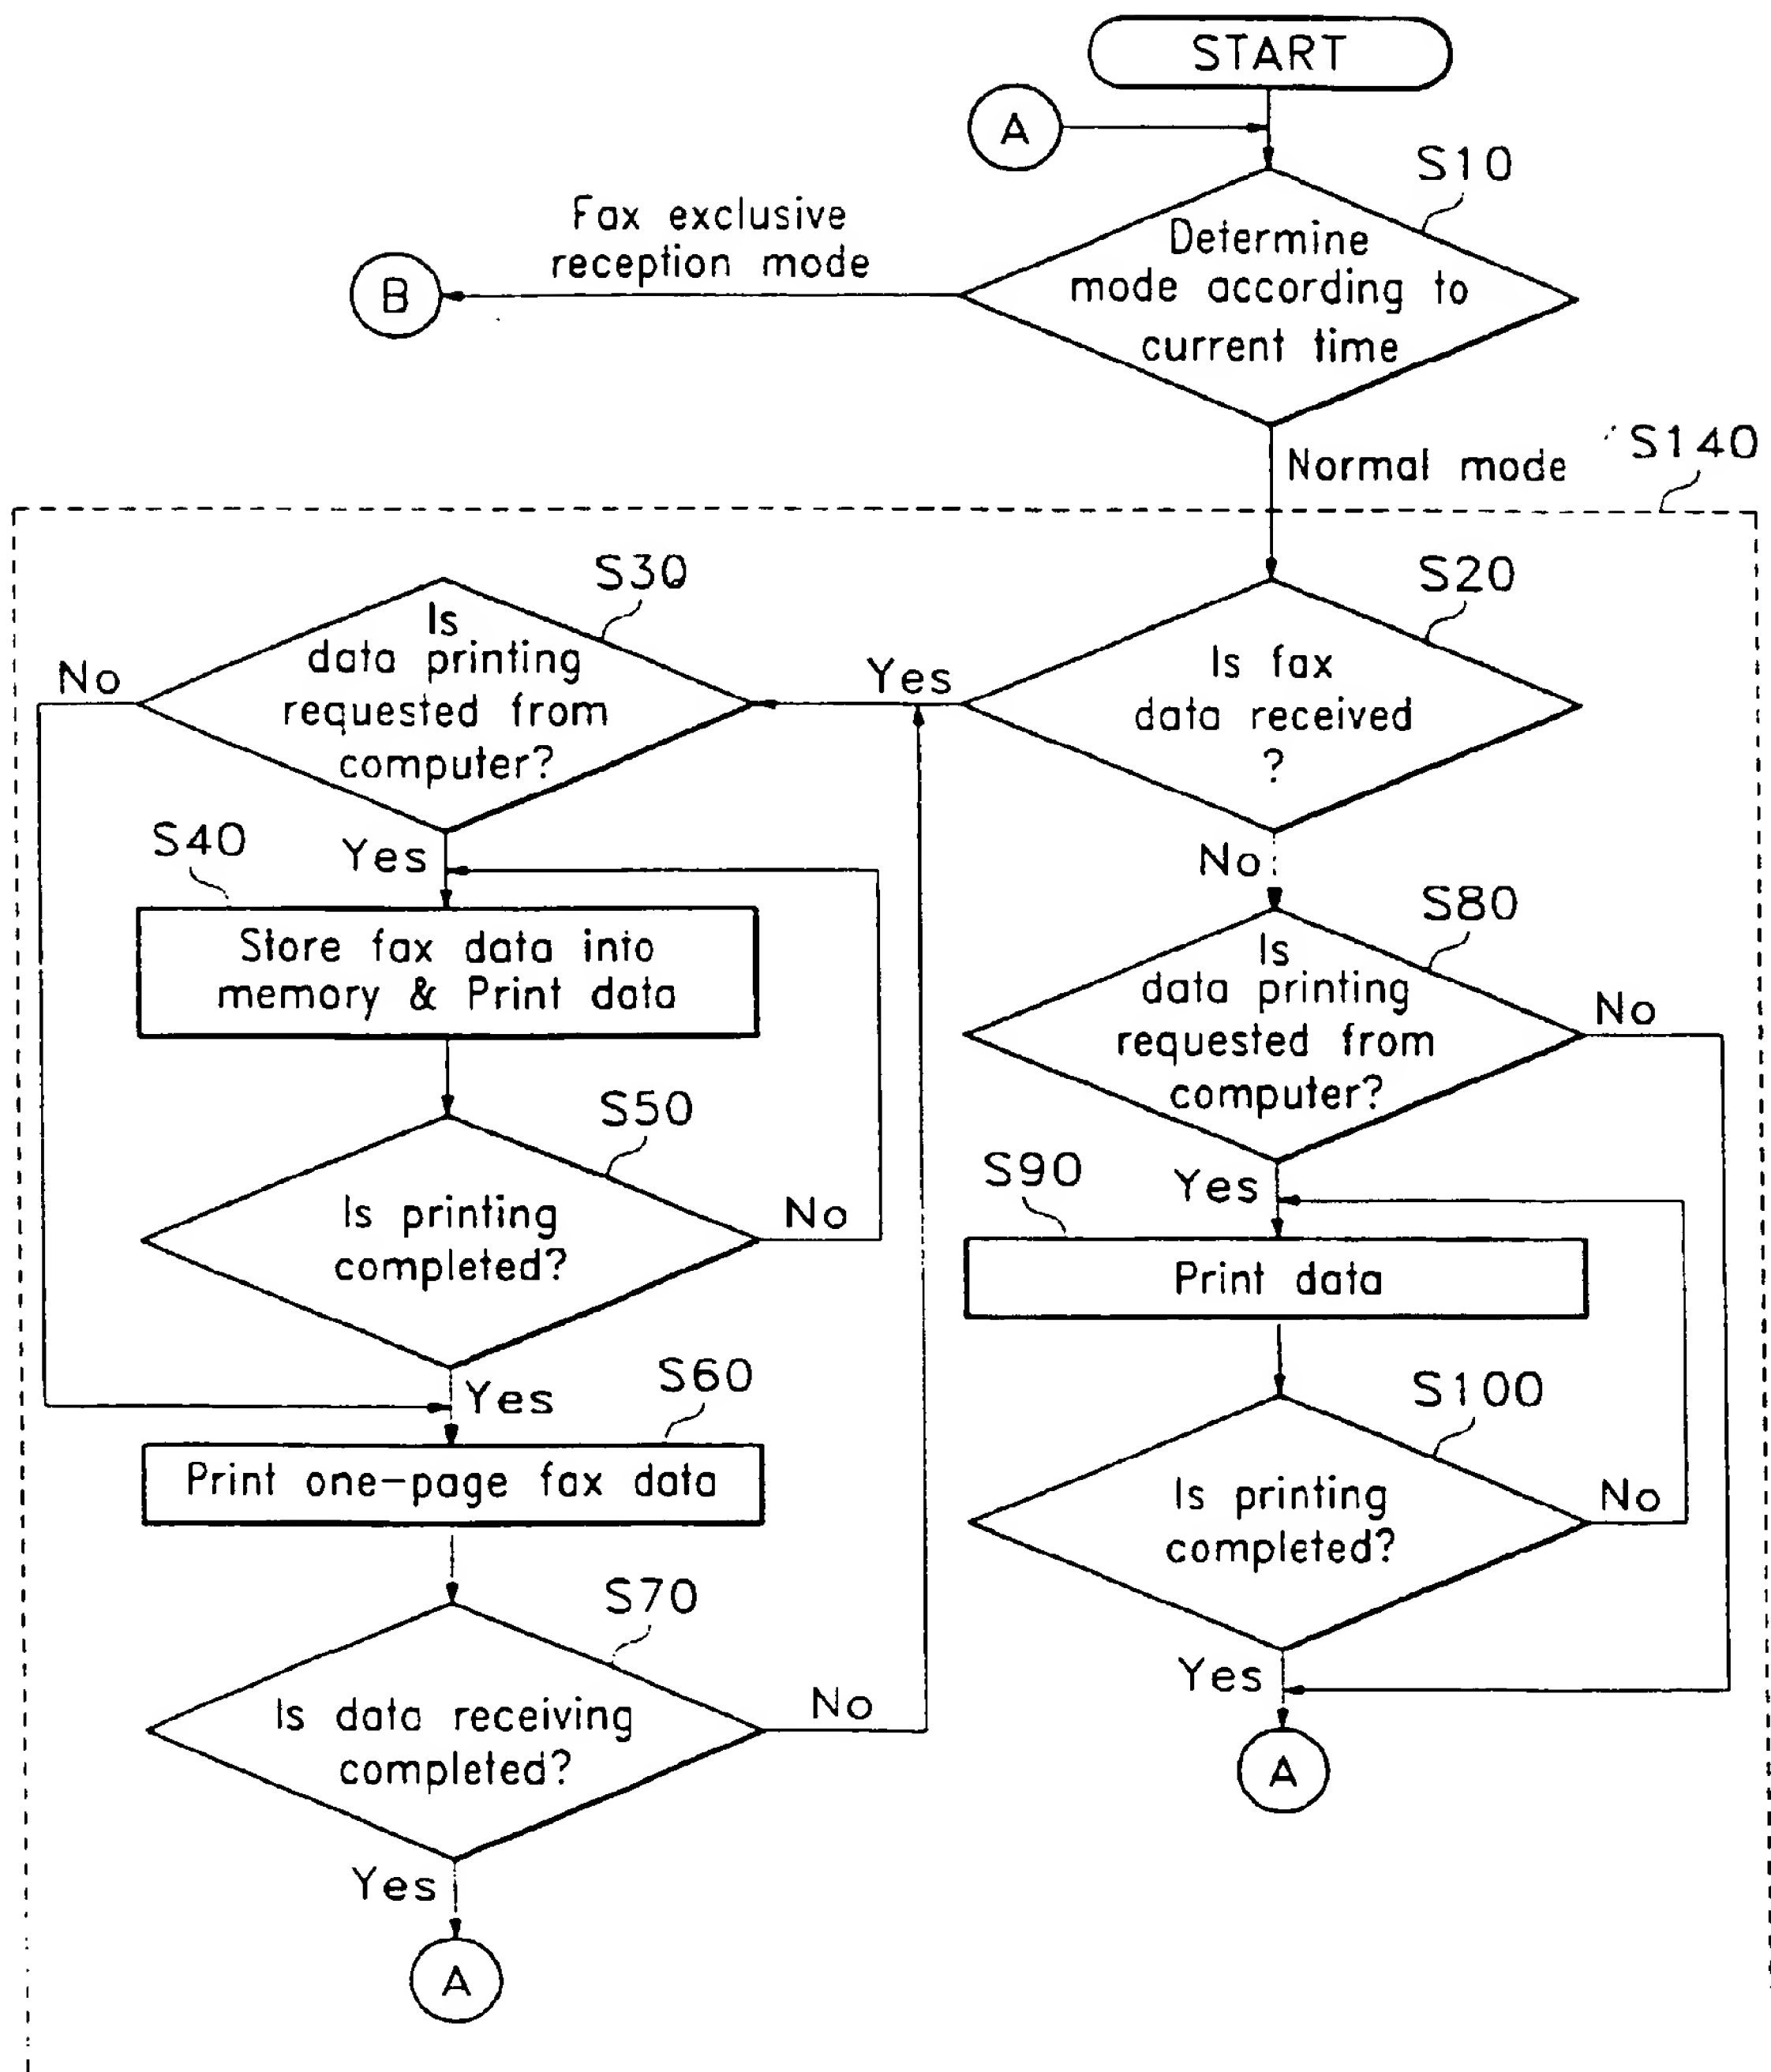 START
A
S10
Fax exclusive
reception mode
B
Determine
mode according to
current time
Normal mode
S140
S30
S20
Is
data printing
requested from
computer?
No
Yes
Is fax
data received
?
S40
Yes
No
S80
Store fax data into
memory & Print data
Is
data printing
requested from
computer?
No
S50
S90
Yes
Is printing
completed?
No
Print data
Yes
S60
S100
Print one-page fax data
Is printing
completed?
No
S70
Yes
Is data receiving
completed?
No
A
Yes
A